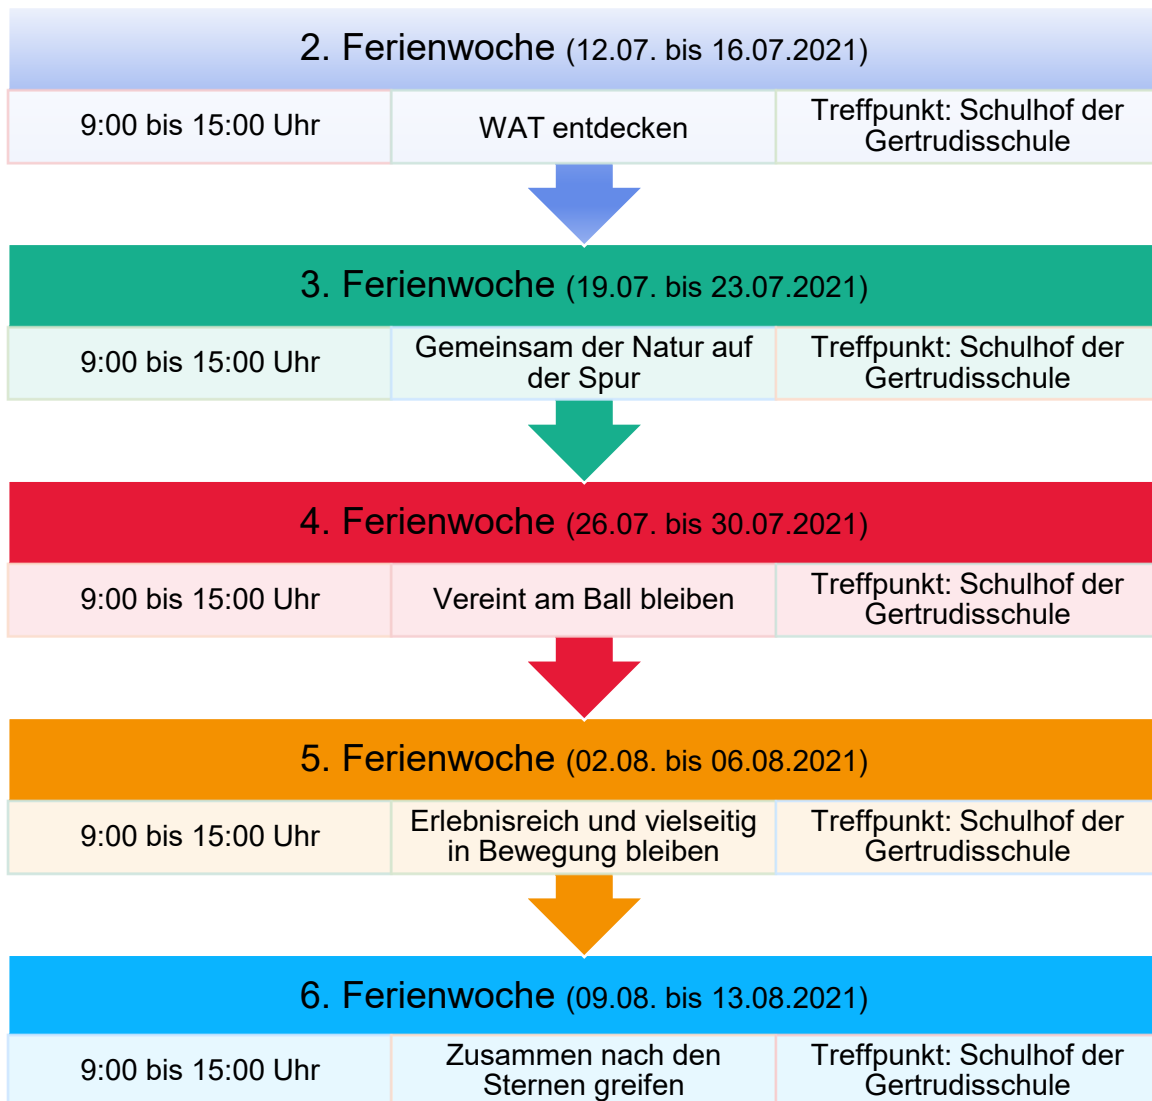 2. Ferienwoche (12.07. bis 16.07.2021)
9:00 bis 15:00 Uhr
WAT entdecken
Treffpunkt: Schulhof der
Gertrudisschule
3. Ferienwoche (19.07. bis 23.07.2021)
9:00 bis 15:00 Uhr
Gemeinsam der Natur auf
der Spur
Treffpunkt: Schulhof der
Gertrudisschule
4. Ferienwoche (26.07. bis 30.07.2021)
9:00 bis 15:00 Uhr
Vereint am Ball bleiben
Treffpunkt: Schulhof der
Gertrudisschule
5. Ferienwoche (02.08. bis 06.08.2021)
9:00 bis 15:00 Uhr
Erlebnisreich und vielseitig
in Bewegung bleiben
Treffpunkt: Schulhof der
Gertrudisschule
6. Ferienwoche (09.08. bis 13.08.2021)
9:00 bis 15:00 Uhr
Zusammen nach den
Sternen greifen
Treffpunkt: Schulhof der
Gertrudisschule